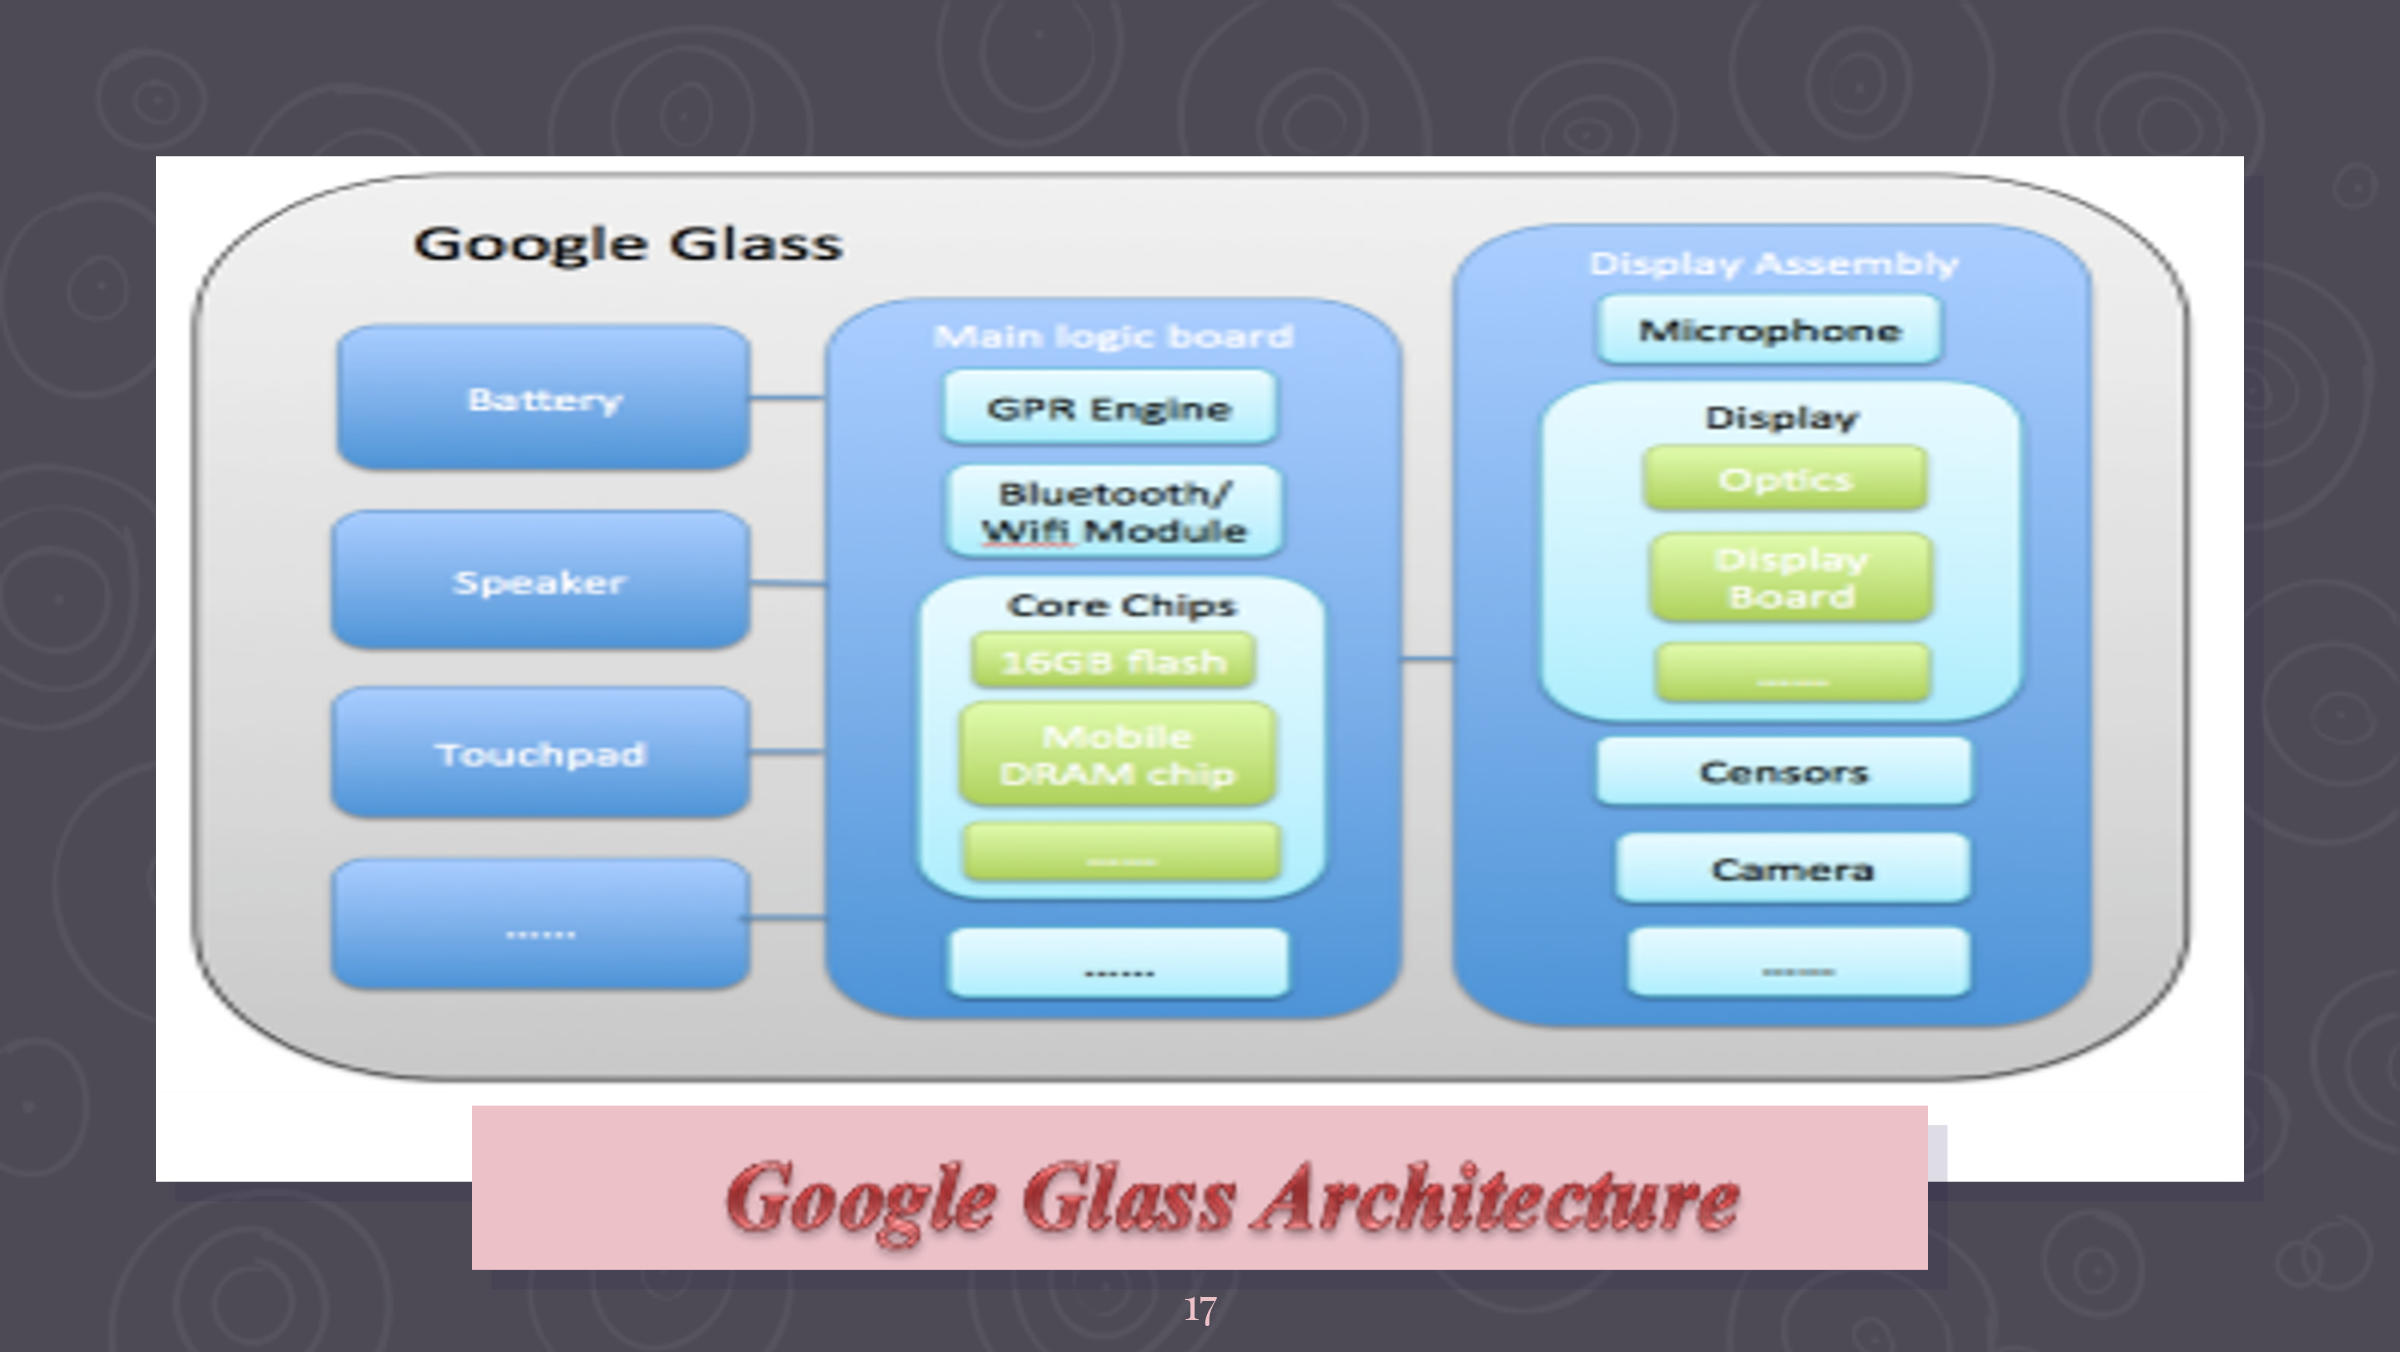 Google Glass
Battery
Speaker
Touchpad
......
Main logic board
GPR Engine
Bluetooth/
Wifi Module
Core Chips
16GB flash
Mobile
DRAM chip
......
......
Display Assembly
Microphone
Display
Optics
Display
Board
......
Censors
Camera
......
Google Glass Architecture
17